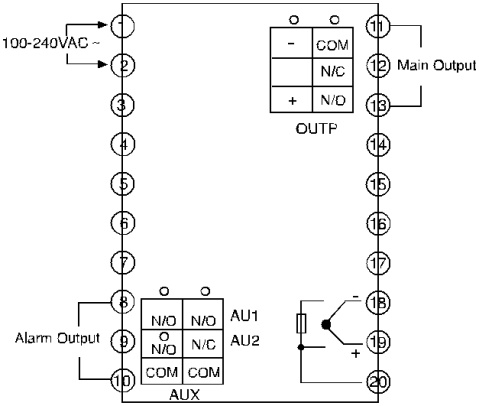 1
100-240VAC ~
2
3
4
5
6
7
8
9
10
Alarm Output
N/O N/O AU1
N/O N/C AU2
COM COM
AUX
− COM
N/C
+ N/O
OUTP
11
12
13
Main Output
14
15
16
17
18
19
20
−
+